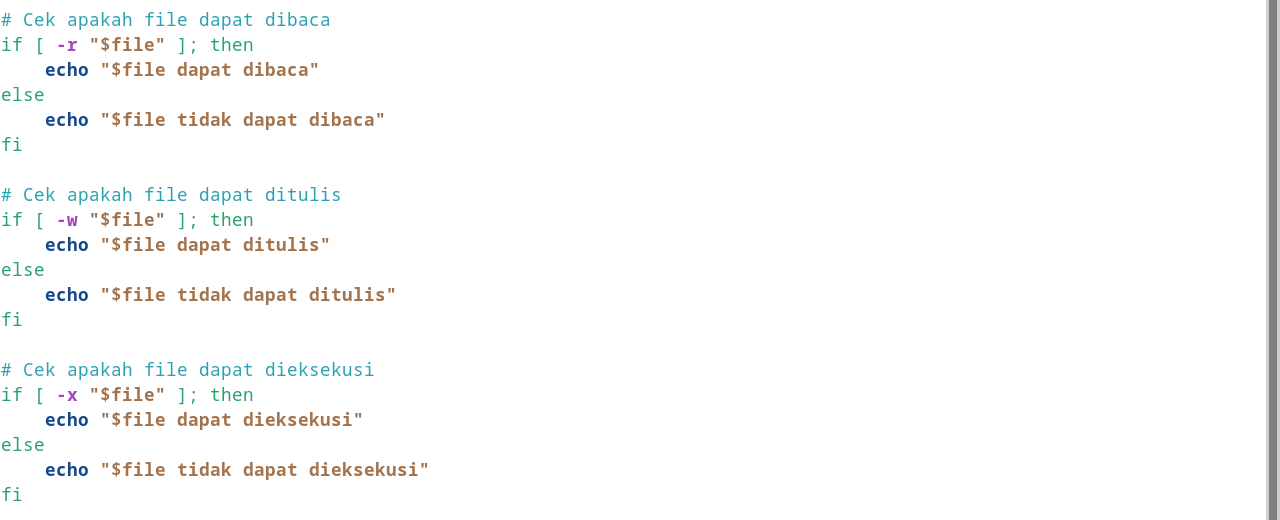 # Cek apakah file dapat dibaca
if [ -r "$file" ]; then
    echo "$file dapat dibaca"
else
    echo "$file tidak dapat dibaca"
fi

# Cek apakah file dapat ditulis
if [ -w "$file" ]; then
    echo "$file dapat ditulis"
else
    echo "$file tidak dapat ditulis"
fi

# Cek apakah file dapat dieksekusi
if [ -x "$file" ]; then
    echo "$file dapat dieksekusi"
else
    echo "$file tidak dapat dieksekusi"
fi